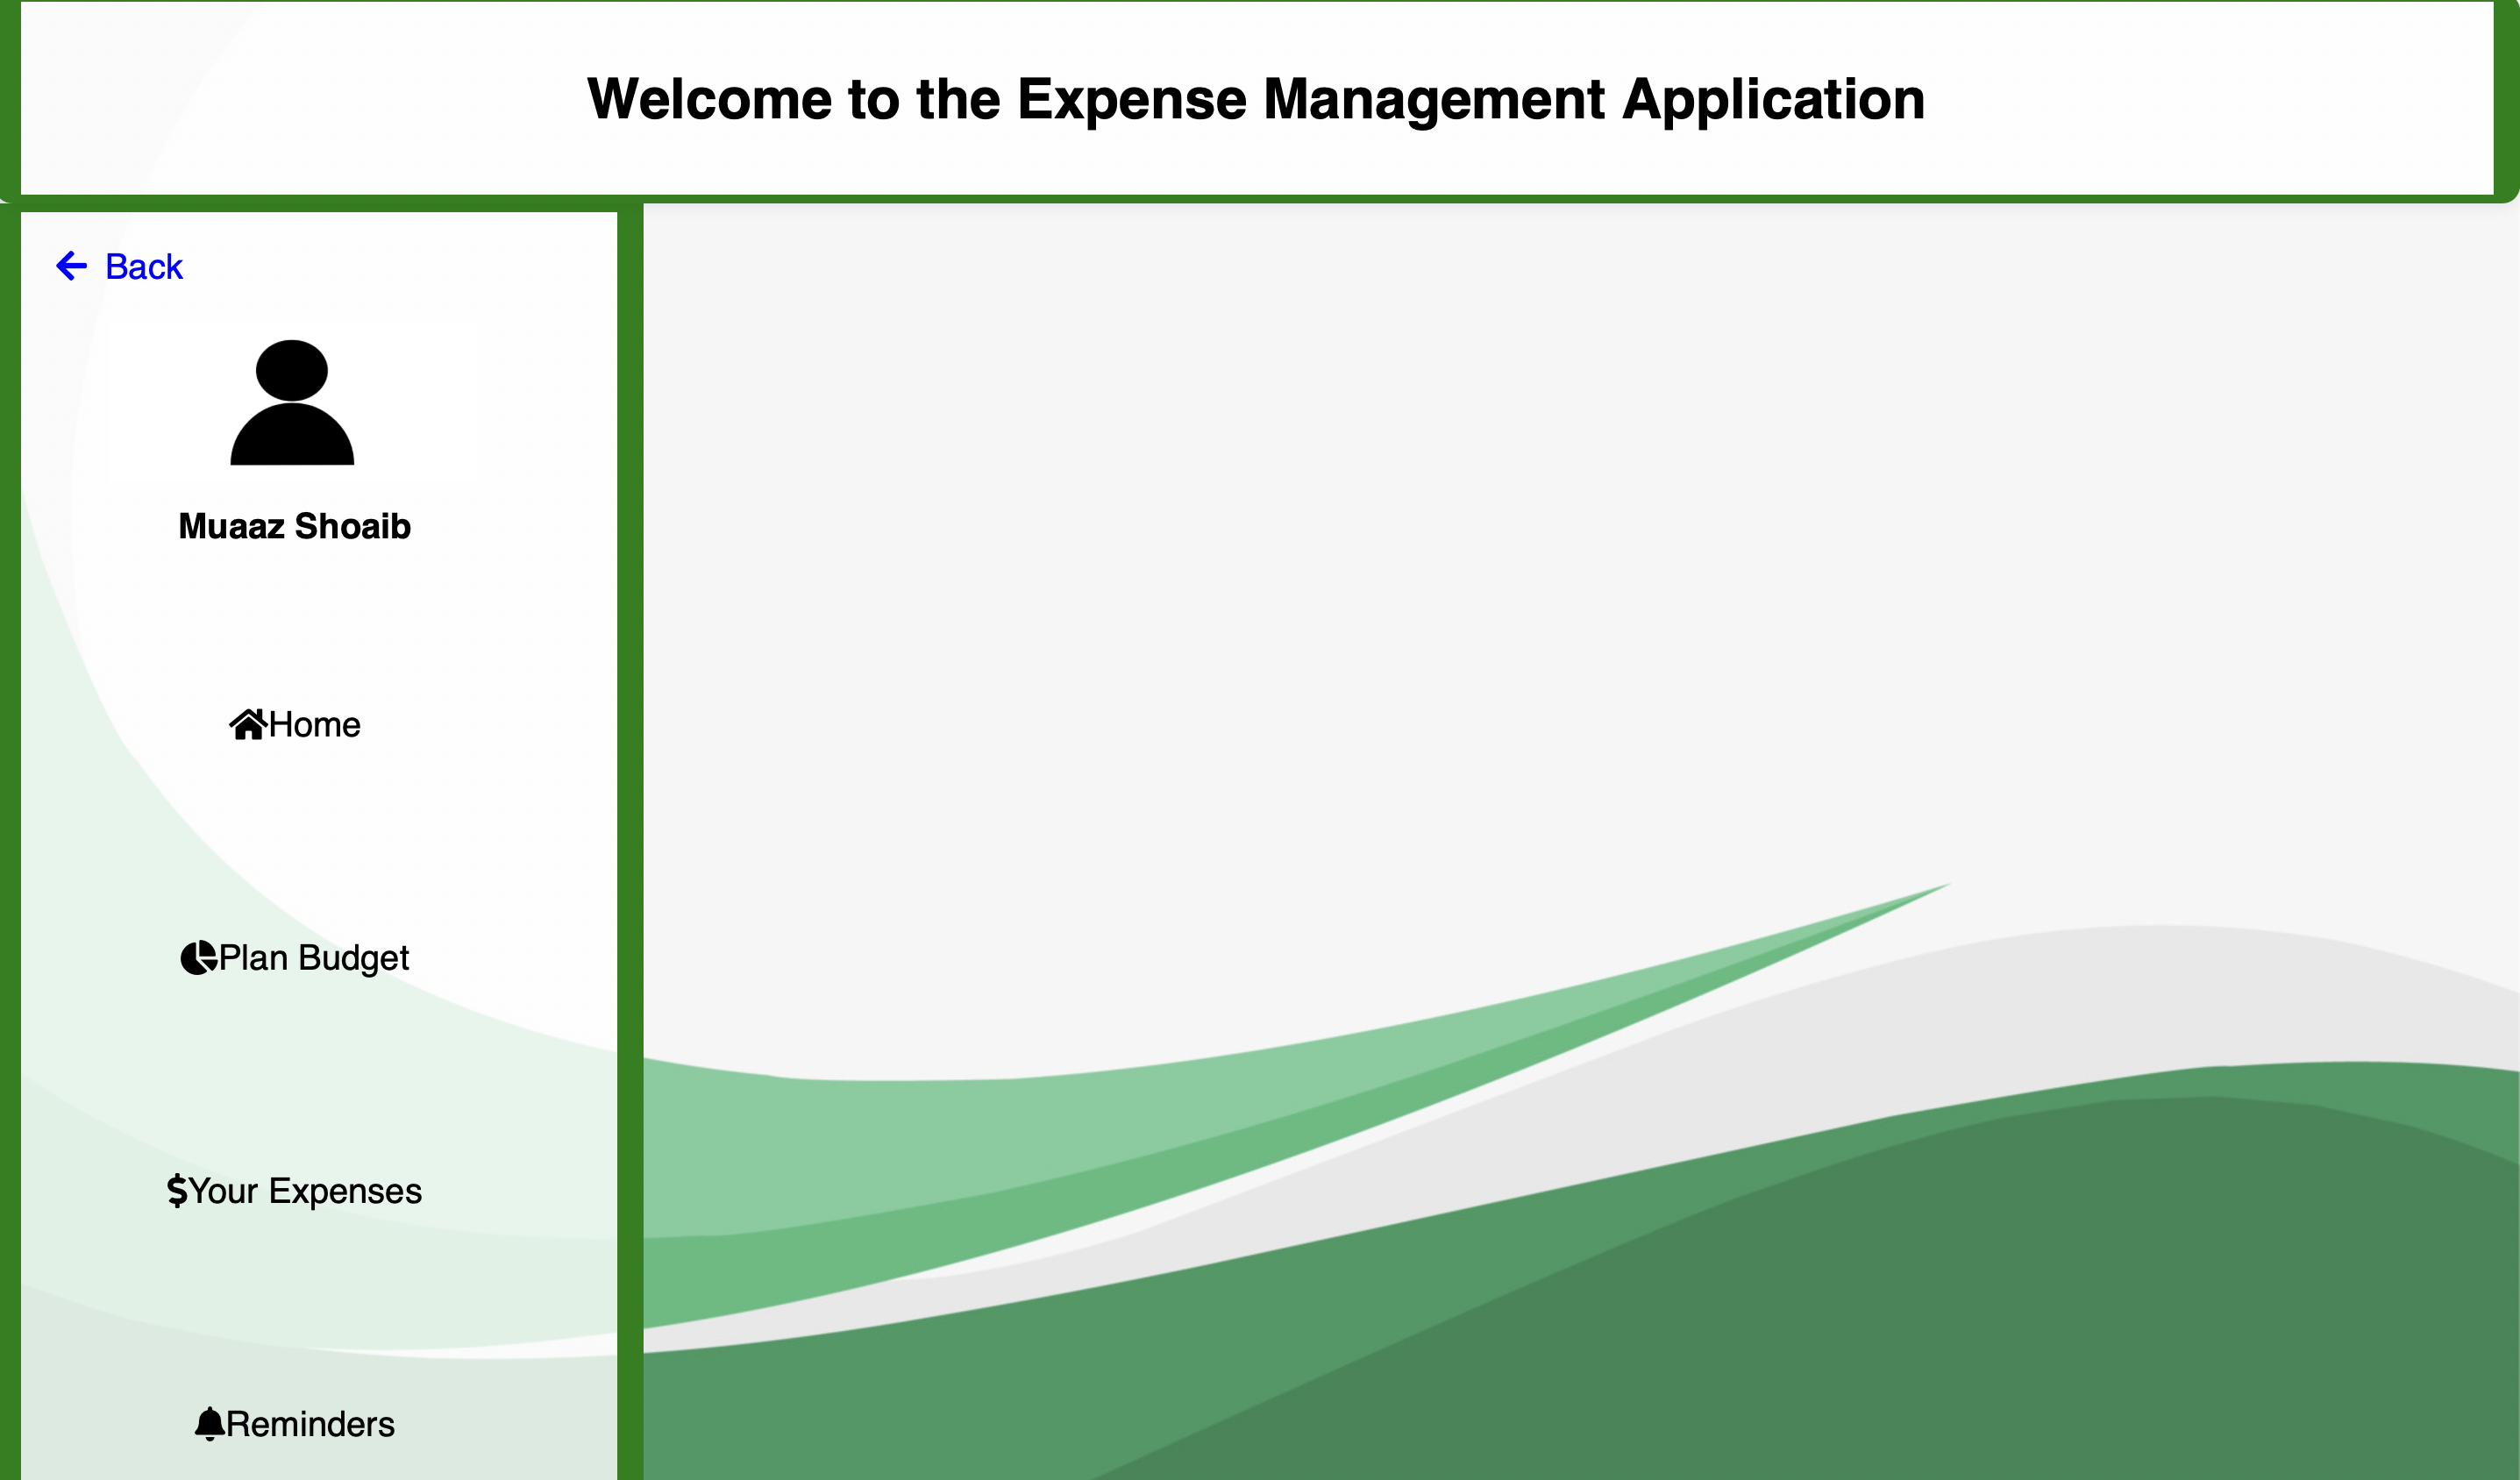 Welcome to the Expense Management Application
Back
Muaaz Shoaib
Home
Plan Budget
$Your Expenses
Reminders